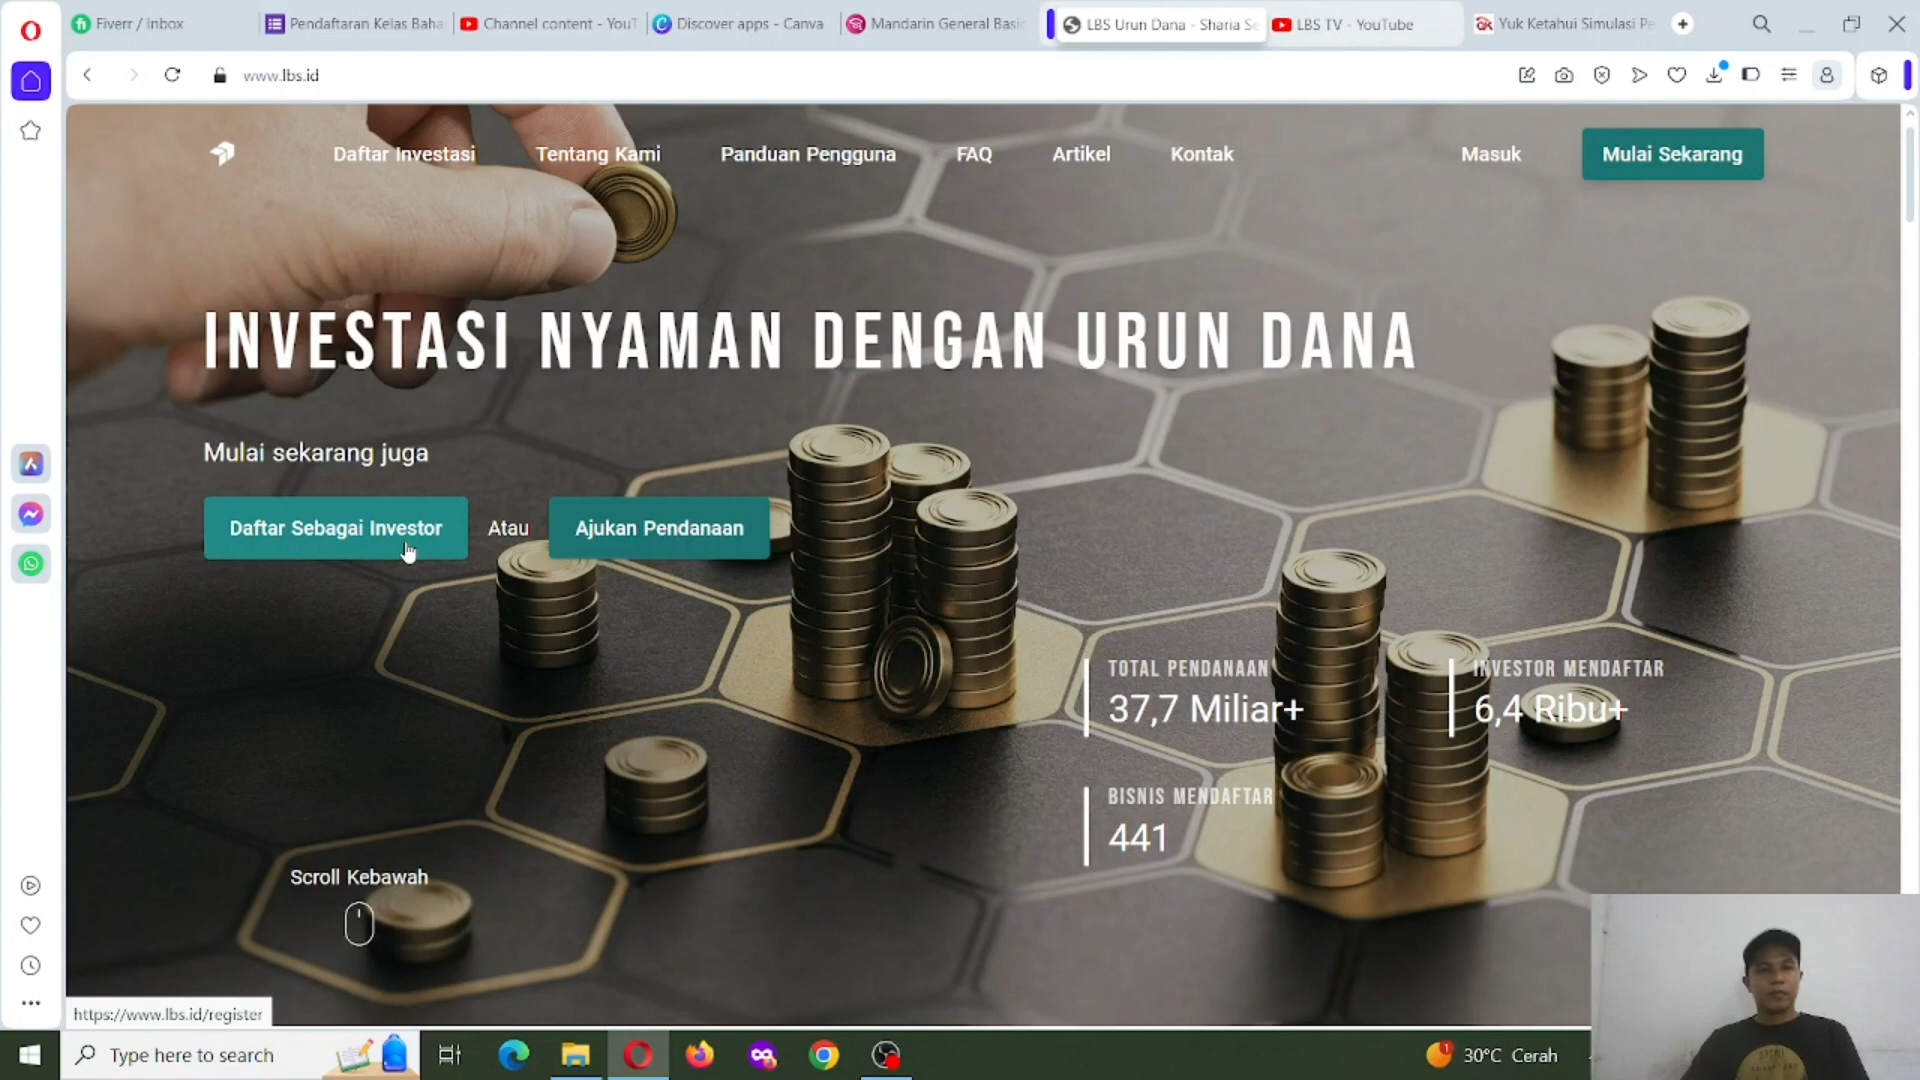 Fiverr / Inbox
Pendaftaran Kelas Baha
Channel content - YouT
Discover apps - Canva
Mandarin General Basic
LBS Urun Dana - Sharia Se
LBS TV - YouTube
Yuk Ketahui Simulasi Pe
www.lbs.id
Daftar Investasi
Tentang Kami
Panduan Pengguna
FAQ
Artikel
Kontak
Masuk
Mulai Sekarang
INVESTASI NYAMAN DENGAN URUN DANA
Mulai sekarang juga
Daftar Sebagai Investor
Atau
Ajukan Pendanaan
TOTAL PENDANAAN
37,7 Miliar+
INVESTOR MENDAFTAR
6,4 Ribu+
BISNIS MENDAFTAR
441
Scroll Kebawah
https://www.lbs.id/register
Type here to search
1
30°C Cerah